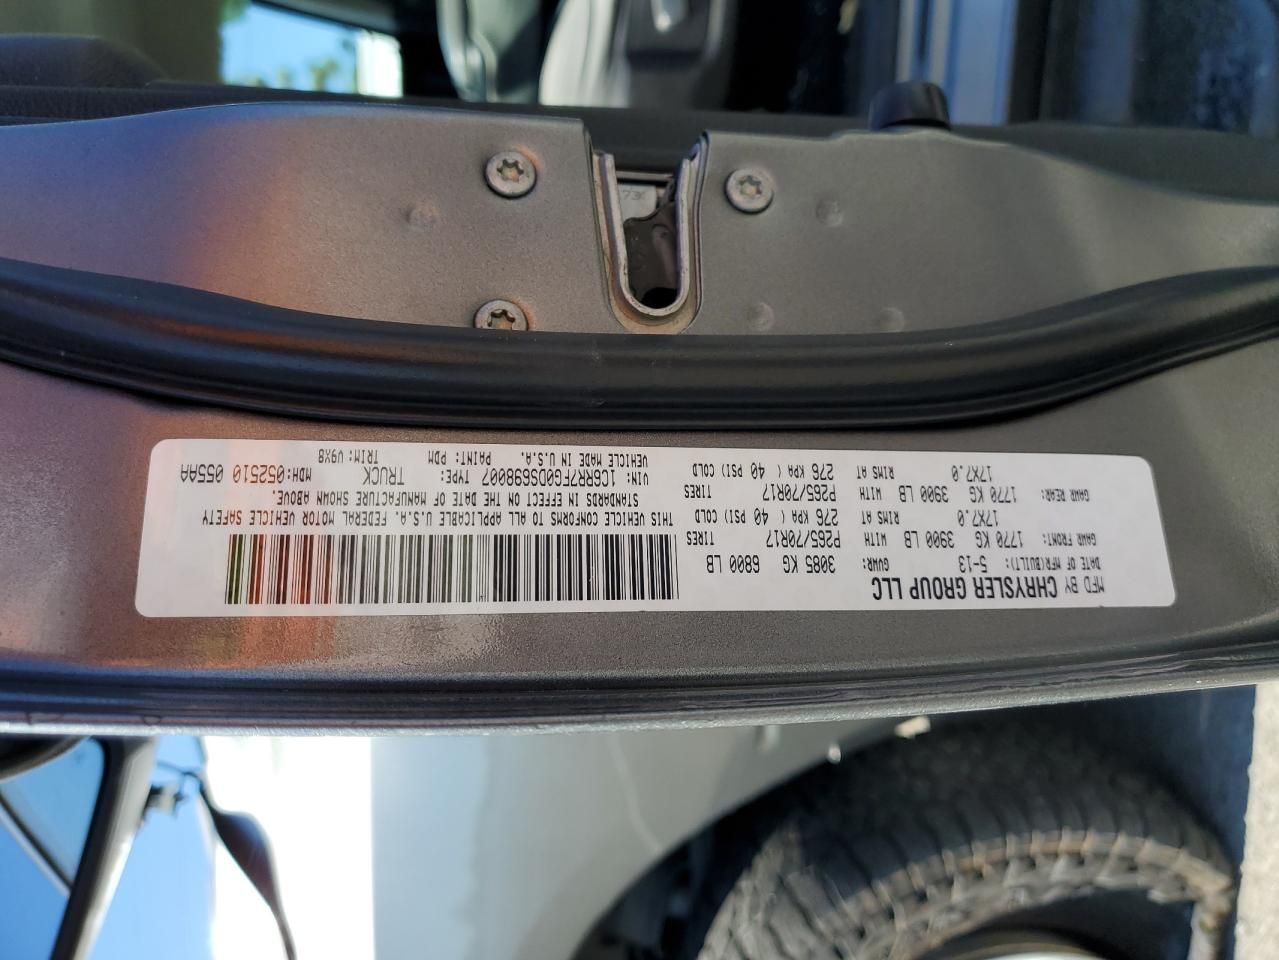 MFD BY CHRYSLER GROUP LLC
DATE OF MFR(BUILT): 5-13 GVWR: 3085 KG 6800 LB
GAWR FRONT: WITH TIRES
1770 KG 3900 LB P265/70R17
RIMS AT COLD
17X7.0 276 KPA ( 40 PSI)
GAWR REAR: WITH TIRES
1770 KG 3900 LB P265/70R17
RIMS AT COLD
17X7.0 276 KPA ( 40 PSI)
THIS VEHICLE CONFORMS TO ALL APPLICABLE U.S.A. FEDERAL MOTOR VEHICLE SAFETY
STANDARDS IN EFFECT ON THE DATE OF MANUFACTURE SHOWN ABOVE.
VIN: 1C6RR7FG0DS698007 TYPE: TRUCK MDH: 052510 055AA
VEHICLE MADE IN U.S.A. PAINT: PDM TRIM: V9X8